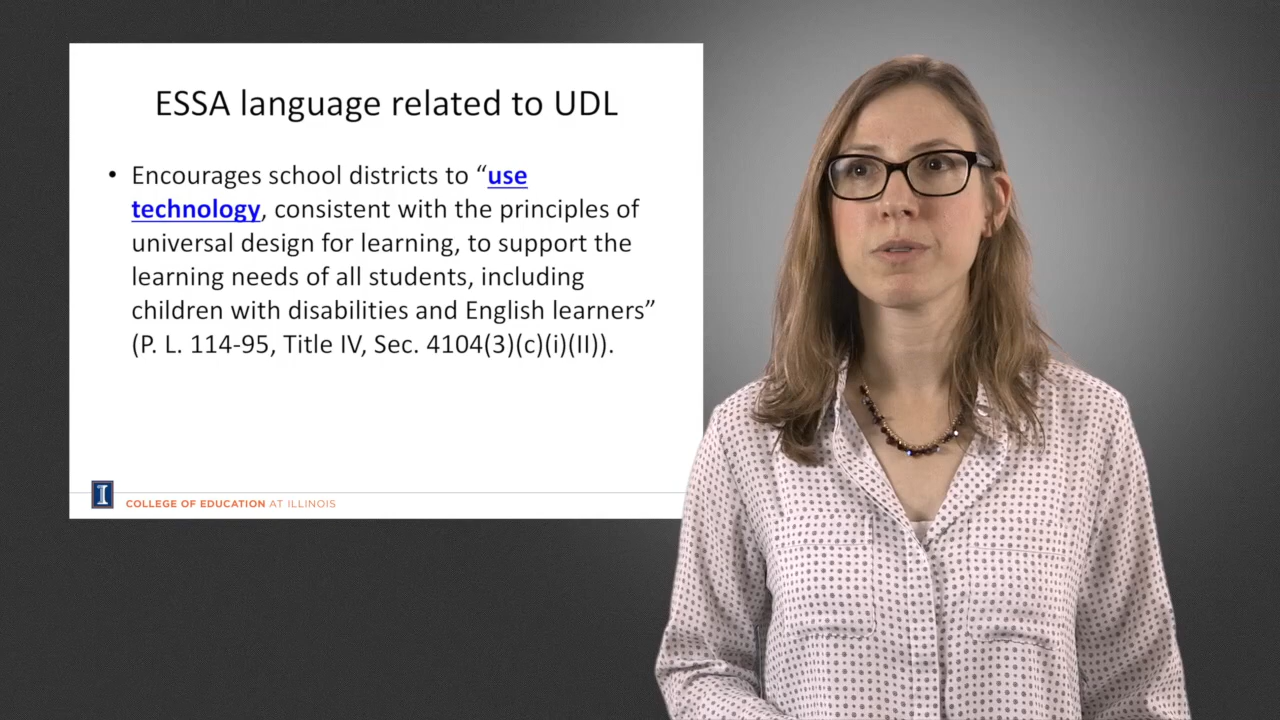 ESSA language related to UDL
• Encourages school districts to “use
technology, consistent with the principles of
universal design for learning, to support the
learning needs of all students, including
children with disabilities and English learners”
(P. L. 114-95, Title IV, Sec. 4104(3)(c)(i)(II)).
I
COLLEGE OF EDUCATION AT ILLINOIS